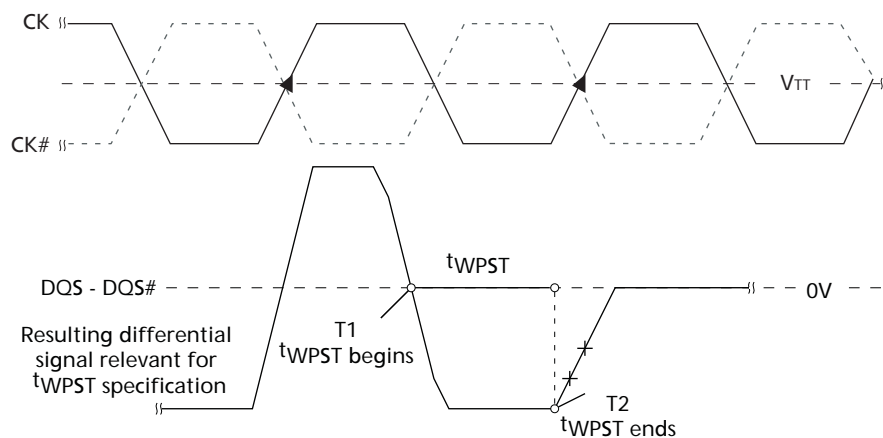 CK
VTT
CK#
tWPST
DQS - DQS#
0V
T1
tWPST begins
Resulting differential
signal relevant for
tWPST specification
T2
tWPST ends